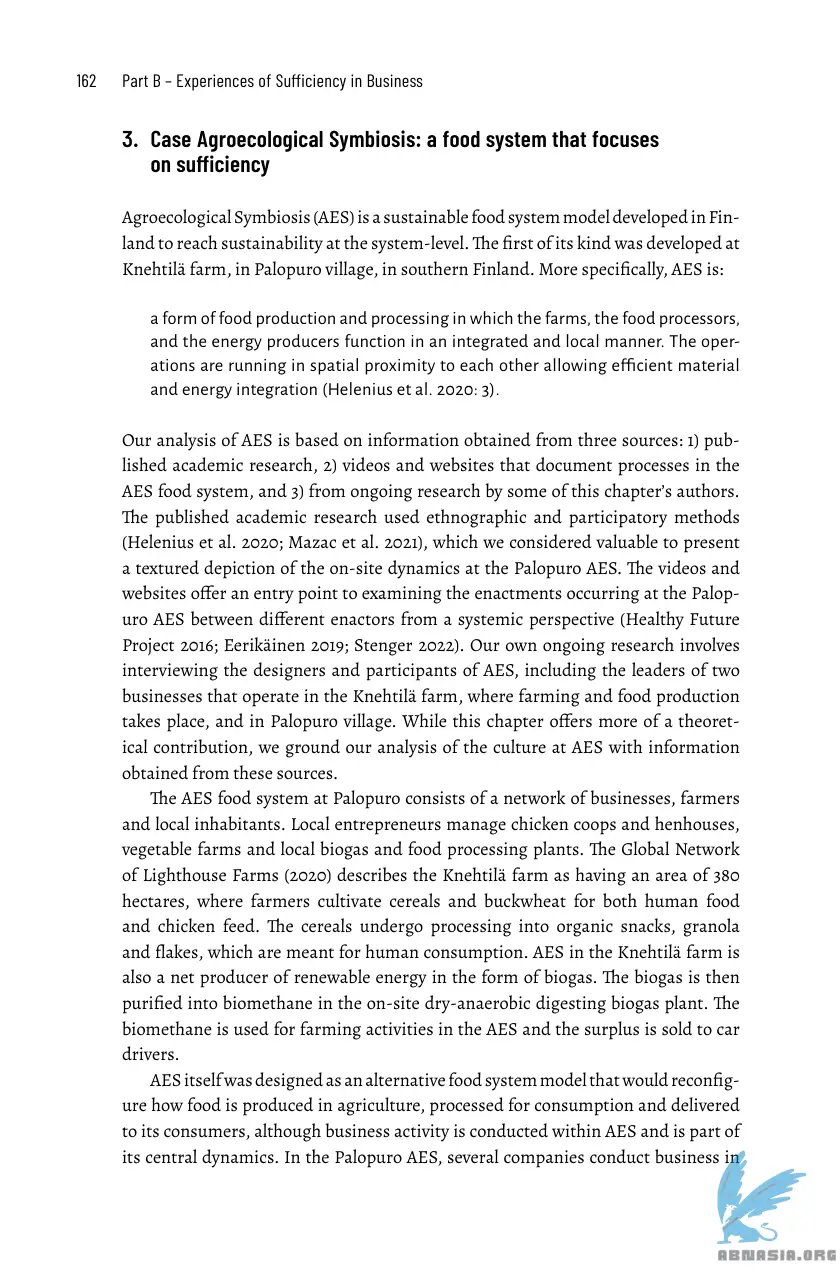 162 Part B – Experiences of Sufficiency in Business
3. Case Agroecological Symbiosis: a food system that focuses
on sufficiency
Agroecological Symbiosis (AES) is a sustainable food system model developed in Fin-
land to reach sustainability at the system-level. The first of its kind was developed at
Knehtilä farm, in Palopuro village, in southern Finland. More specifically, AES is:
a form of food production and processing in which the farms, the food processors,
and the energy producers function in an integrated and local manner. The oper-
ations are running in spatial proximity to each other allowing efficient material
and energy integration (Helenius et al. 2020: 3).
Our analysis of AES is based on information obtained from three sources: 1) pub-
lished academic research, 2) videos and websites that document processes in the
AES food system, and 3) from ongoing research by some of this chapter’s authors.
The published academic research used ethnographic and participatory methods
(Helenius et al. 2020; Mazac et al. 2021), which we considered valuable to present
a textured depiction of the on-site dynamics at the Palopuro AES. The videos and
websites offer an entry point to examining the enactments occurring at the Palop-
uro AES between different enactors from a systemic perspective (Healthy Future
Project 2016; Eerikäinen 2019; Stenger 2022). Our own ongoing research involves
interviewing the designers and participants of AES, including the leaders of two
businesses that operate in the Knehtilä farm, where farming and food production
takes place, and in Palopuro village. While this chapter offers more of a theoret-
ical contribution, we ground our analysis of the culture at AES with information
obtained from these sources.
The AES food system at Palopuro consists of a network of businesses, farmers
and local inhabitants. Local entrepreneurs manage chicken coops and henhouses,
vegetable farms and local biogas and food processing plants. The Global Network
of Lighthouse Farms (2020) describes the Knehtilä farm as having an area of 380
hectares, where farmers cultivate cereals and buckwheat for both human food
and chicken feed. The cereals undergo processing into organic snacks, granola
and flakes, which are meant for human consumption. AES in the Knehtilä farm is
also a net producer of renewable energy in the form of biogas. The biogas is then
purified into biomethane in the on-site dry-anaerobic digesting biogas plant. The
biomethane is used for farming activities in the AES and the surplus is sold to car
drivers.
AES itself was designed as an alternative food system model that would reconfig-
ure how food is produced in agriculture, processed for consumption and delivered
to its consumers, although business activity is conducted within AES and is part of
its central dynamics. In the Palopuro AES, several companies conduct business in
ABNASIA.ORG